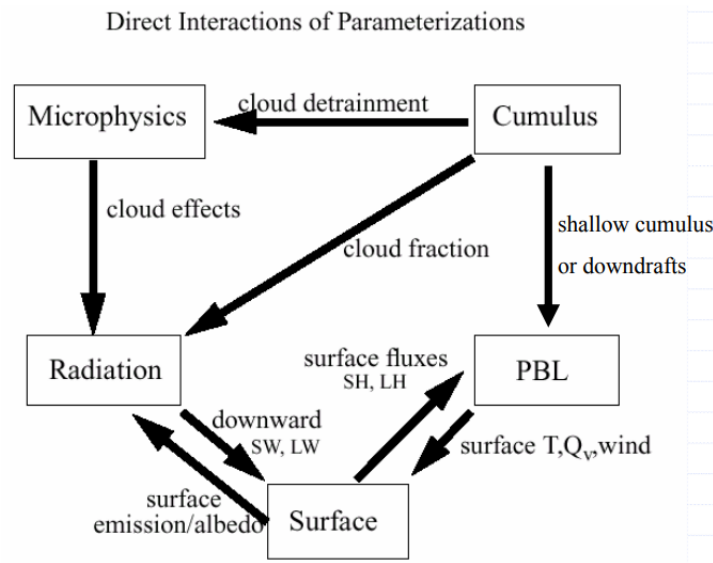 Direct Interactions of Parameterizations
Microphysics
cloud detrainment
Cumulus
cloud effects
cloud fraction
shallow cumulus
or downdrafts
Radiation
surface fluxes
SH, LH
PBL
downward
SW, LW
surface T,Qv,wind
surface
emission/albedo
Surface